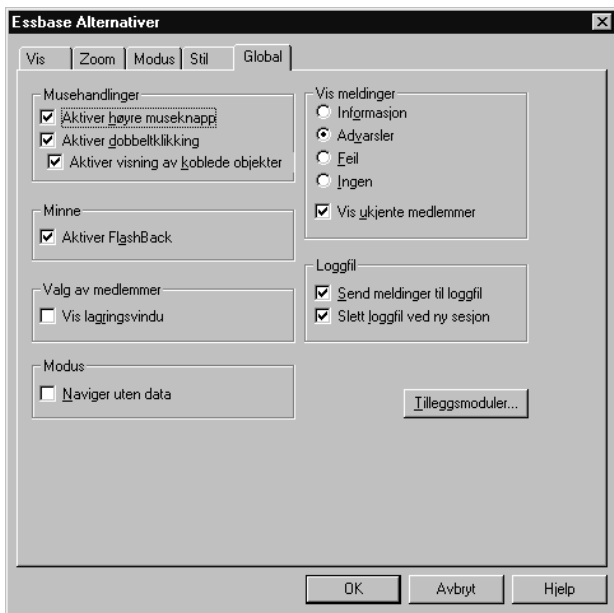 Essbase Alternativer
Vis Zoom Modus Stil Global
Musehandlinger
Aktiver høyre museknapp
Aktiver dobbeltklikking
Aktiver visning av koblede objekter
Minne
Aktiver FlashBack
Valg av medlemmer
Vis lagringsvindu
Modus
Naviger uten data
Vis meldinger
Informasjon
Advarsler
Feil
Ingen
Vis ukjente medlemmer
Loggfil
Send meldinger til loggfil
Slett loggfil ved ny sesjon
Tilleggsmoduler...
OK Avbryt Hjelp